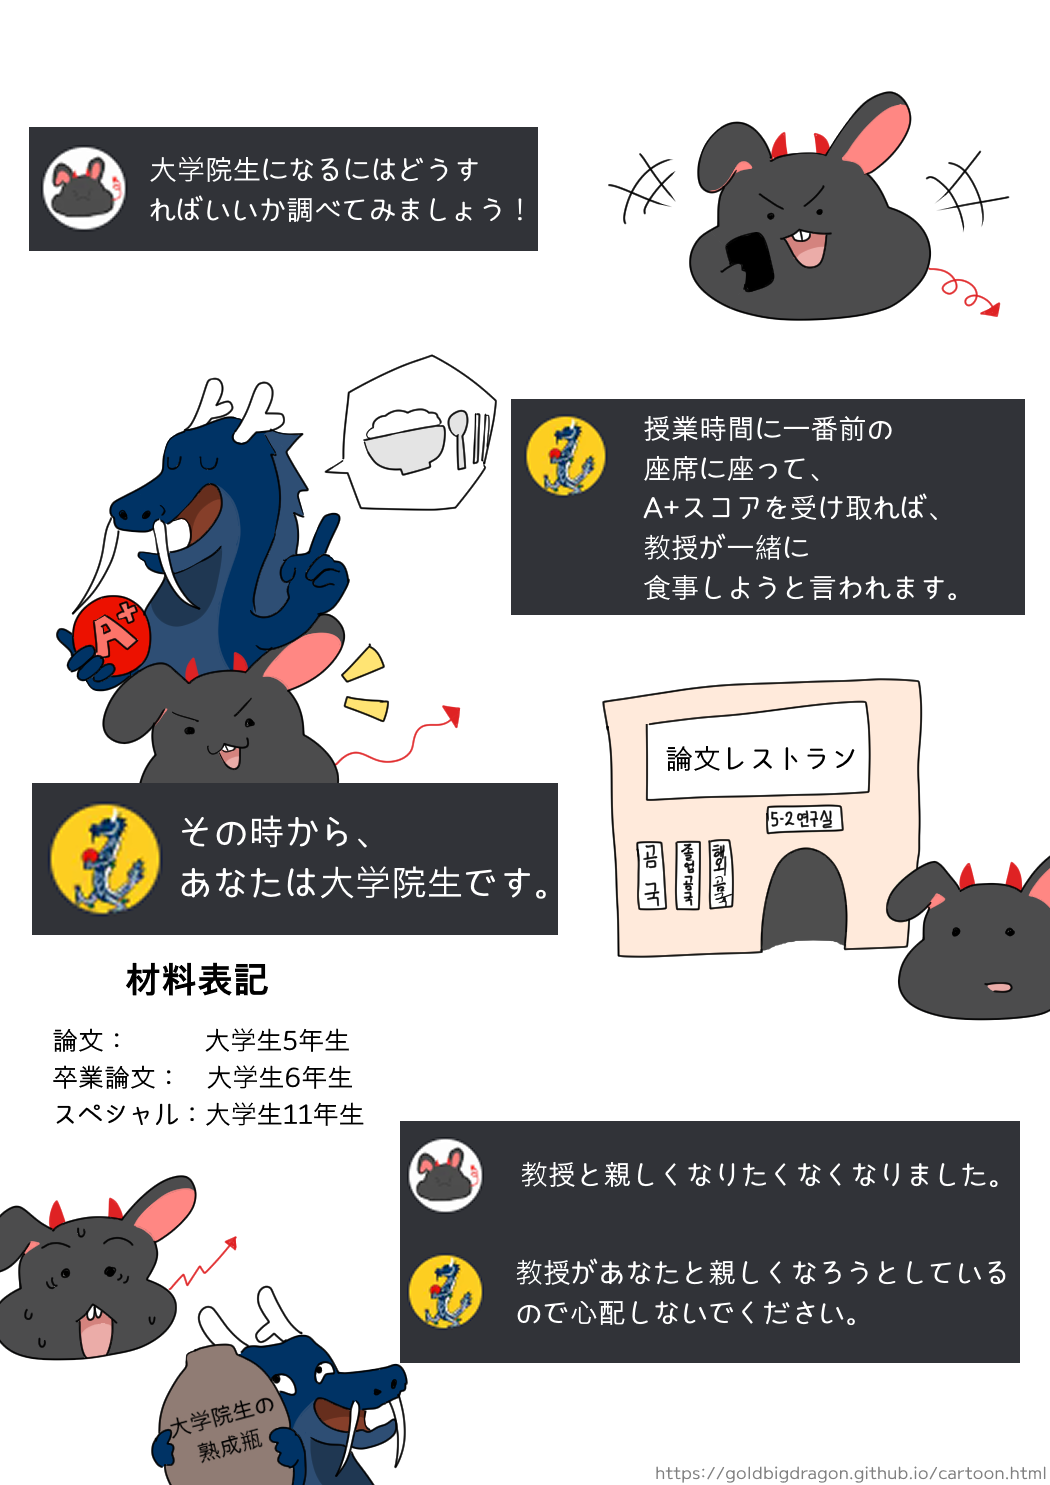 大学院生になるにはどうす
ればいいか調べてみましょう！
授業時間に一番前の
座席に座って、
A+スコアを受け取れば、
教授が一緒に
食事しようと言われます。
A+
論文レストラン
5-2 연구실
곰국
졸업곰국
해외곰국
その時から、
あなたは大学院生です。
材料表記
論文： 大学生5年生
卒業論文： 大学生6年生
スペシャル：大学生11年生
教授と親しくなりたくなくなりました。
教授があなたと親しくなろうとしている
ので心配しないでください。
大学院生の
熟成瓶
https://goldbigdragon.github.io/cartoon.html